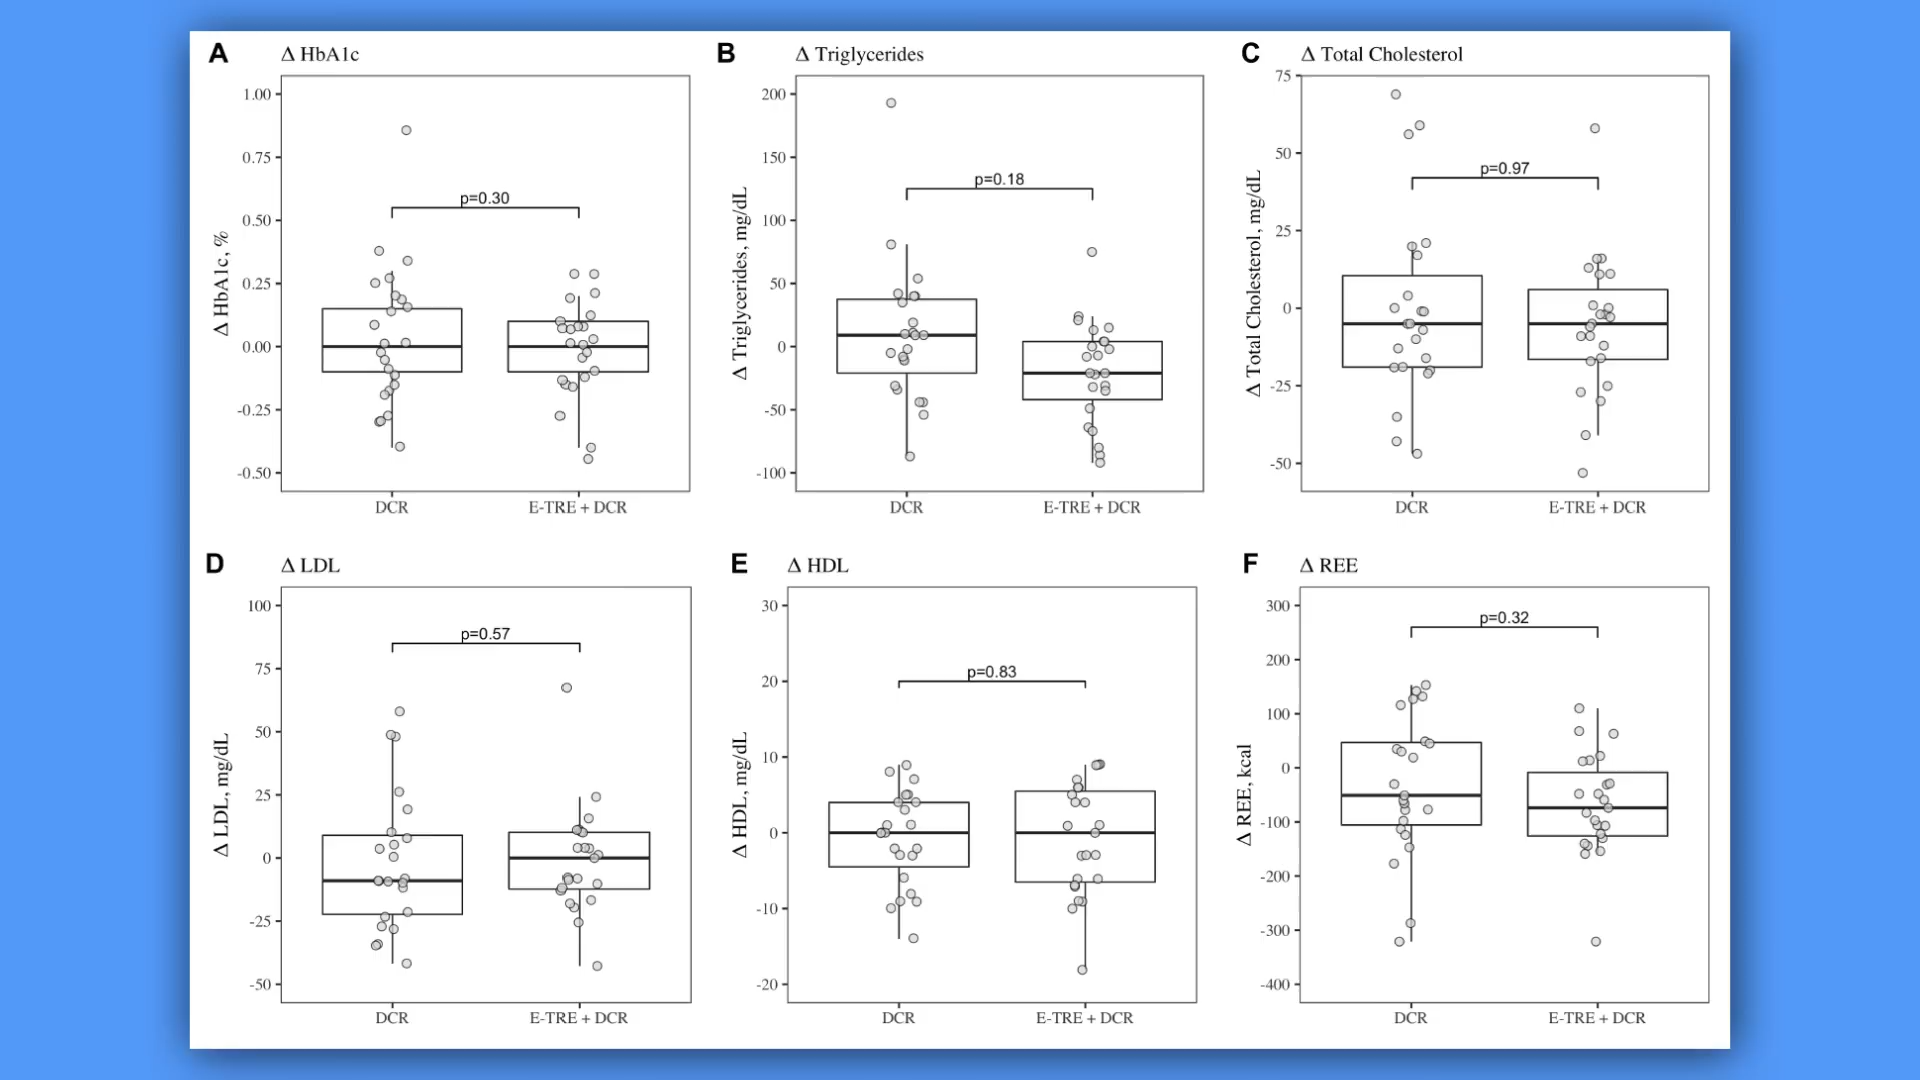 A Δ HbA1c
1.00
0.75
0.50
0.25
0.00
-0.25
-0.50
Δ HbA1c, %
p=0.30
DCR E-TRE + DCR
B Δ Triglycerides
200
150
100
50
0
-50
-100
Δ Triglycerides, mg/dL
p=0.18
DCR E-TRE + DCR
C Δ Total Cholesterol
75
50
25
0
-25
-50
Δ Total Cholesterol, mg/dL
p=0.97
DCR E-TRE + DCR
D Δ LDL
100
75
50
25
0
-25
-50
Δ LDL, mg/dL
p=0.57
DCR E-TRE + DCR
E Δ HDL
30
20
10
0
-10
-20
Δ HDL, mg/dL
p=0.83
DCR E-TRE + DCR
F Δ REE
300
200
100
0
-100
-200
-300
-400
Δ REE, kcal
p=0.32
DCR E-TRE + DCR